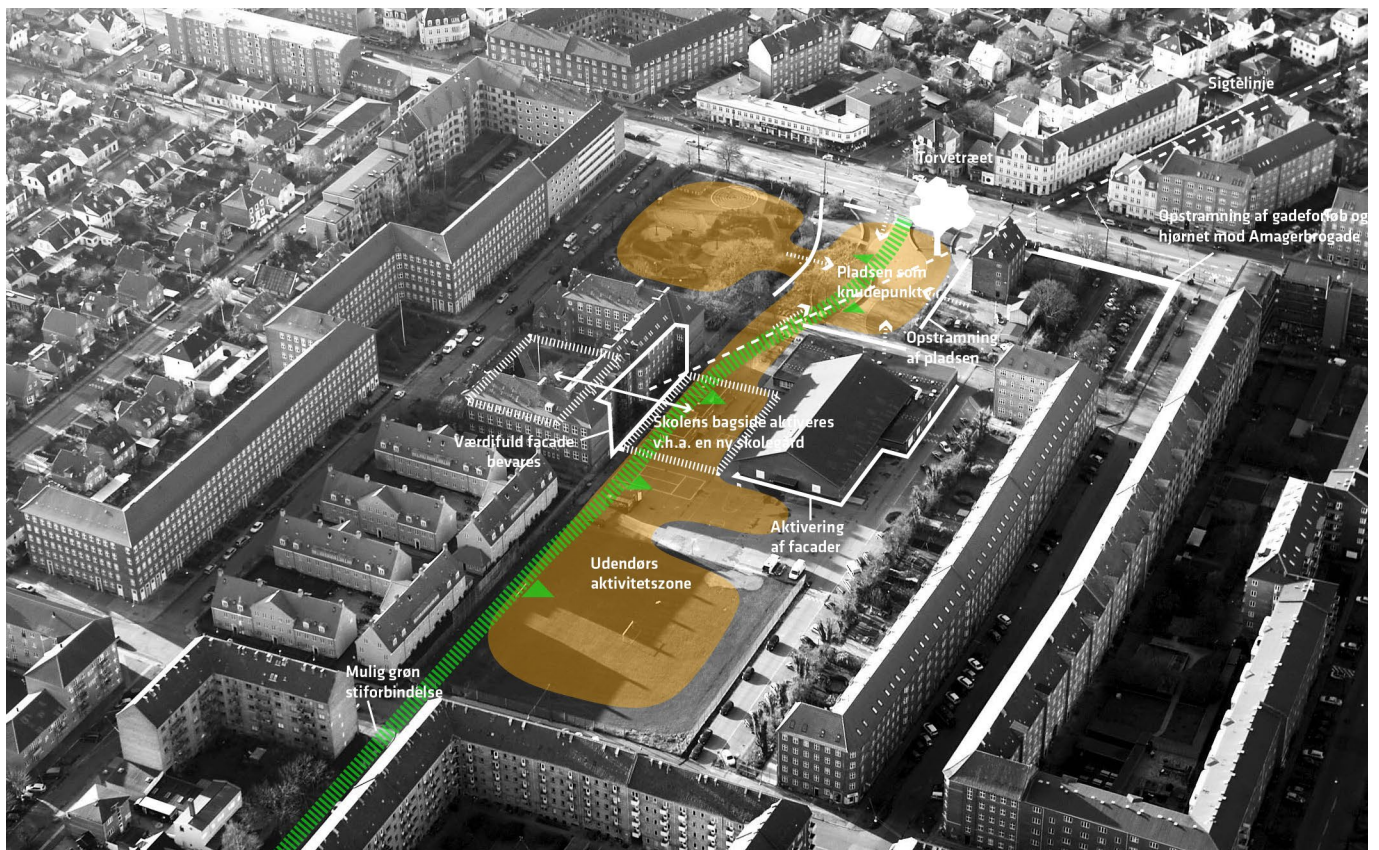 Sigtelinje
Torvetræet
Opstramning af gadeforløb og
hjørnet mod Amagerbrogade
Pladsen som
knudepunkt
Opstramning
af pladsen
Skolens bagside aktiveres
v.h.a. en ny skolegård
Værdifuld facade
bevares
Aktivering
af facader
Udendørs
aktivitetszone
Mulig grøn
stiforbindelse